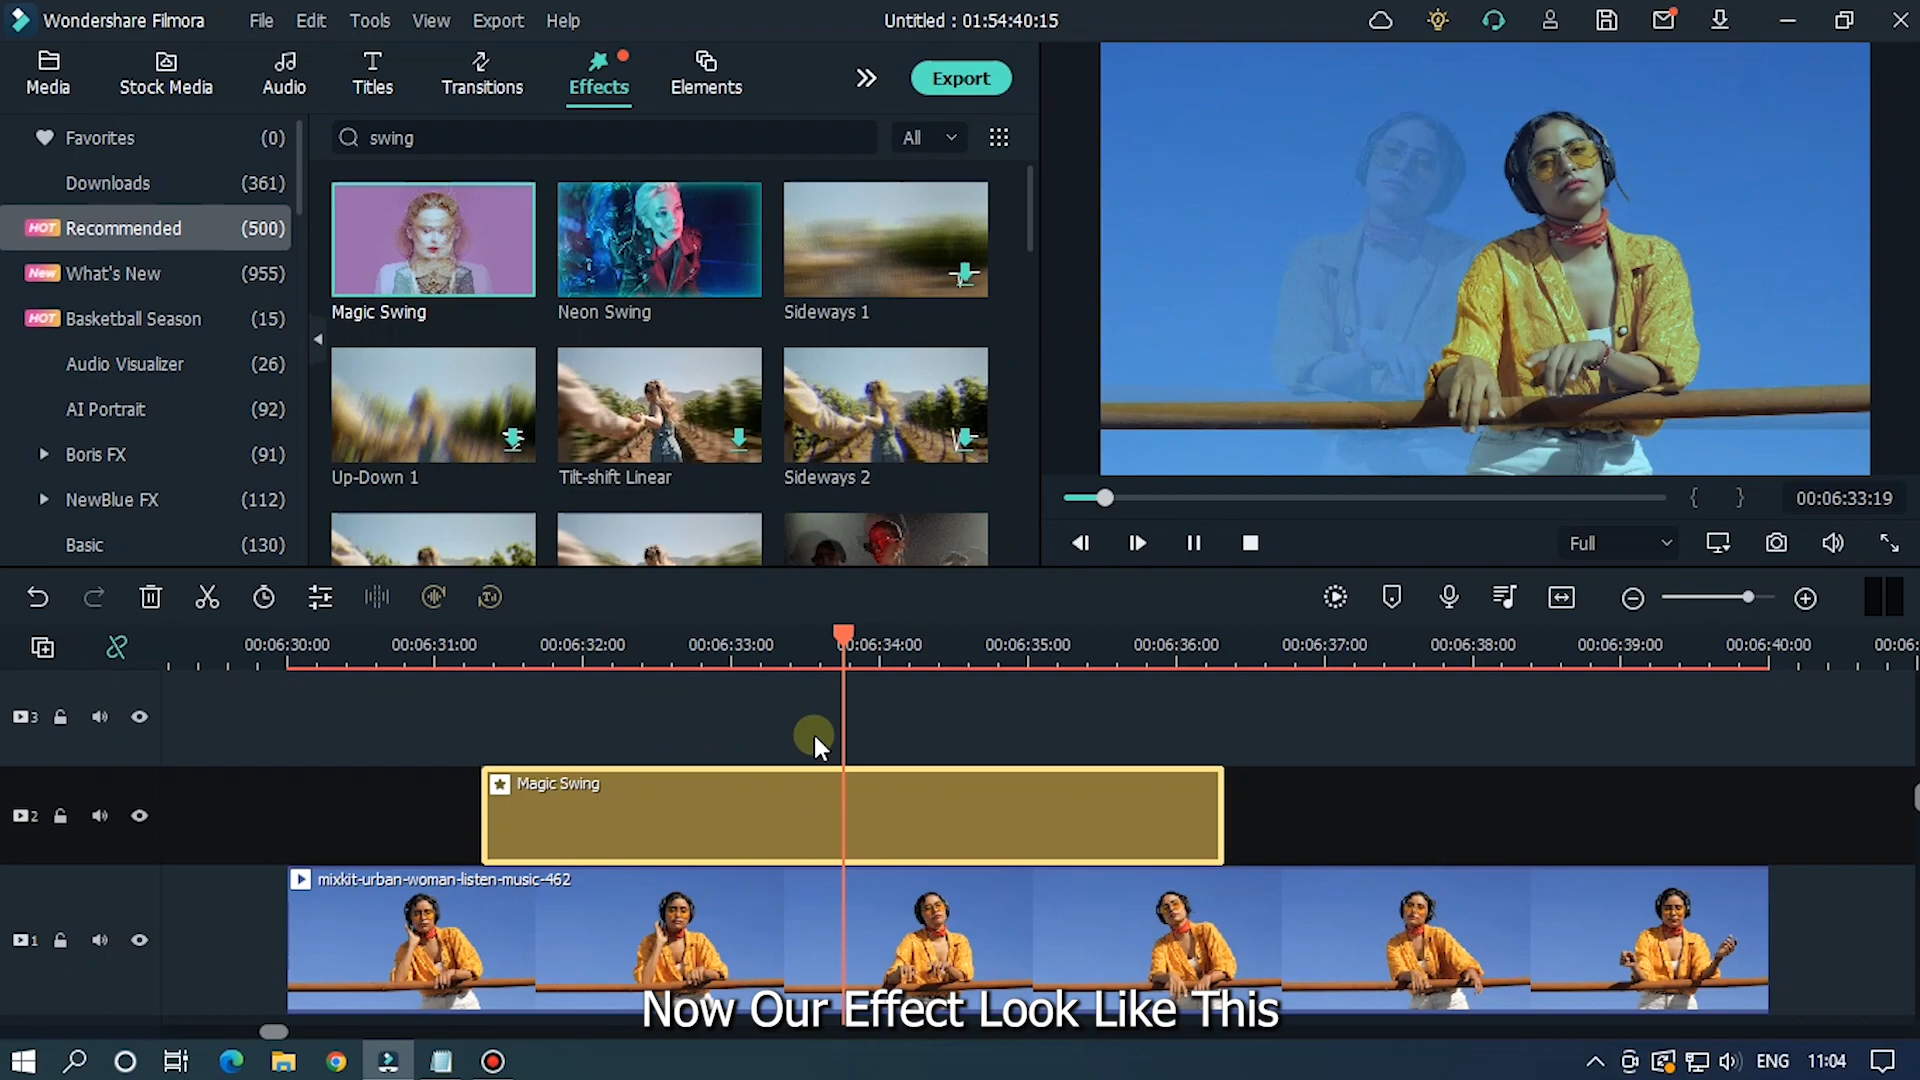 Wondershare Filmora File Edit Tools View Export Help Untitled : 01:54:40:15
Media Stock Media Audio Titles Transitions Effects Elements Export
Favorites (0)
Downloads (361)
HOT Recommended (500)
New What's New (955)
HOT Basketball Season (15)
Audio Visualizer (26)
AI Portrait (92)
Boris FX (91)
NewBlue FX (112)
Basic (130)
swing All
Magic Swing Neon Swing Sideways 1
Up-Down 1 Tilt-shift Linear Sideways 2
{ } 00:06:33:19
Full
00:06:30:00 00:06:31:00 00:06:32:00 00:06:33:00 00:06:34:00 00:06:35:00 00:06:36:00 00:06:37:00 00:06:38:00 00:06:39:00 00:06:40:00 00:06:
3
2
Magic Swing
1
mixkit-urban-woman-listen-music-462
Now Our Effect Look Like This
ENG 11:04